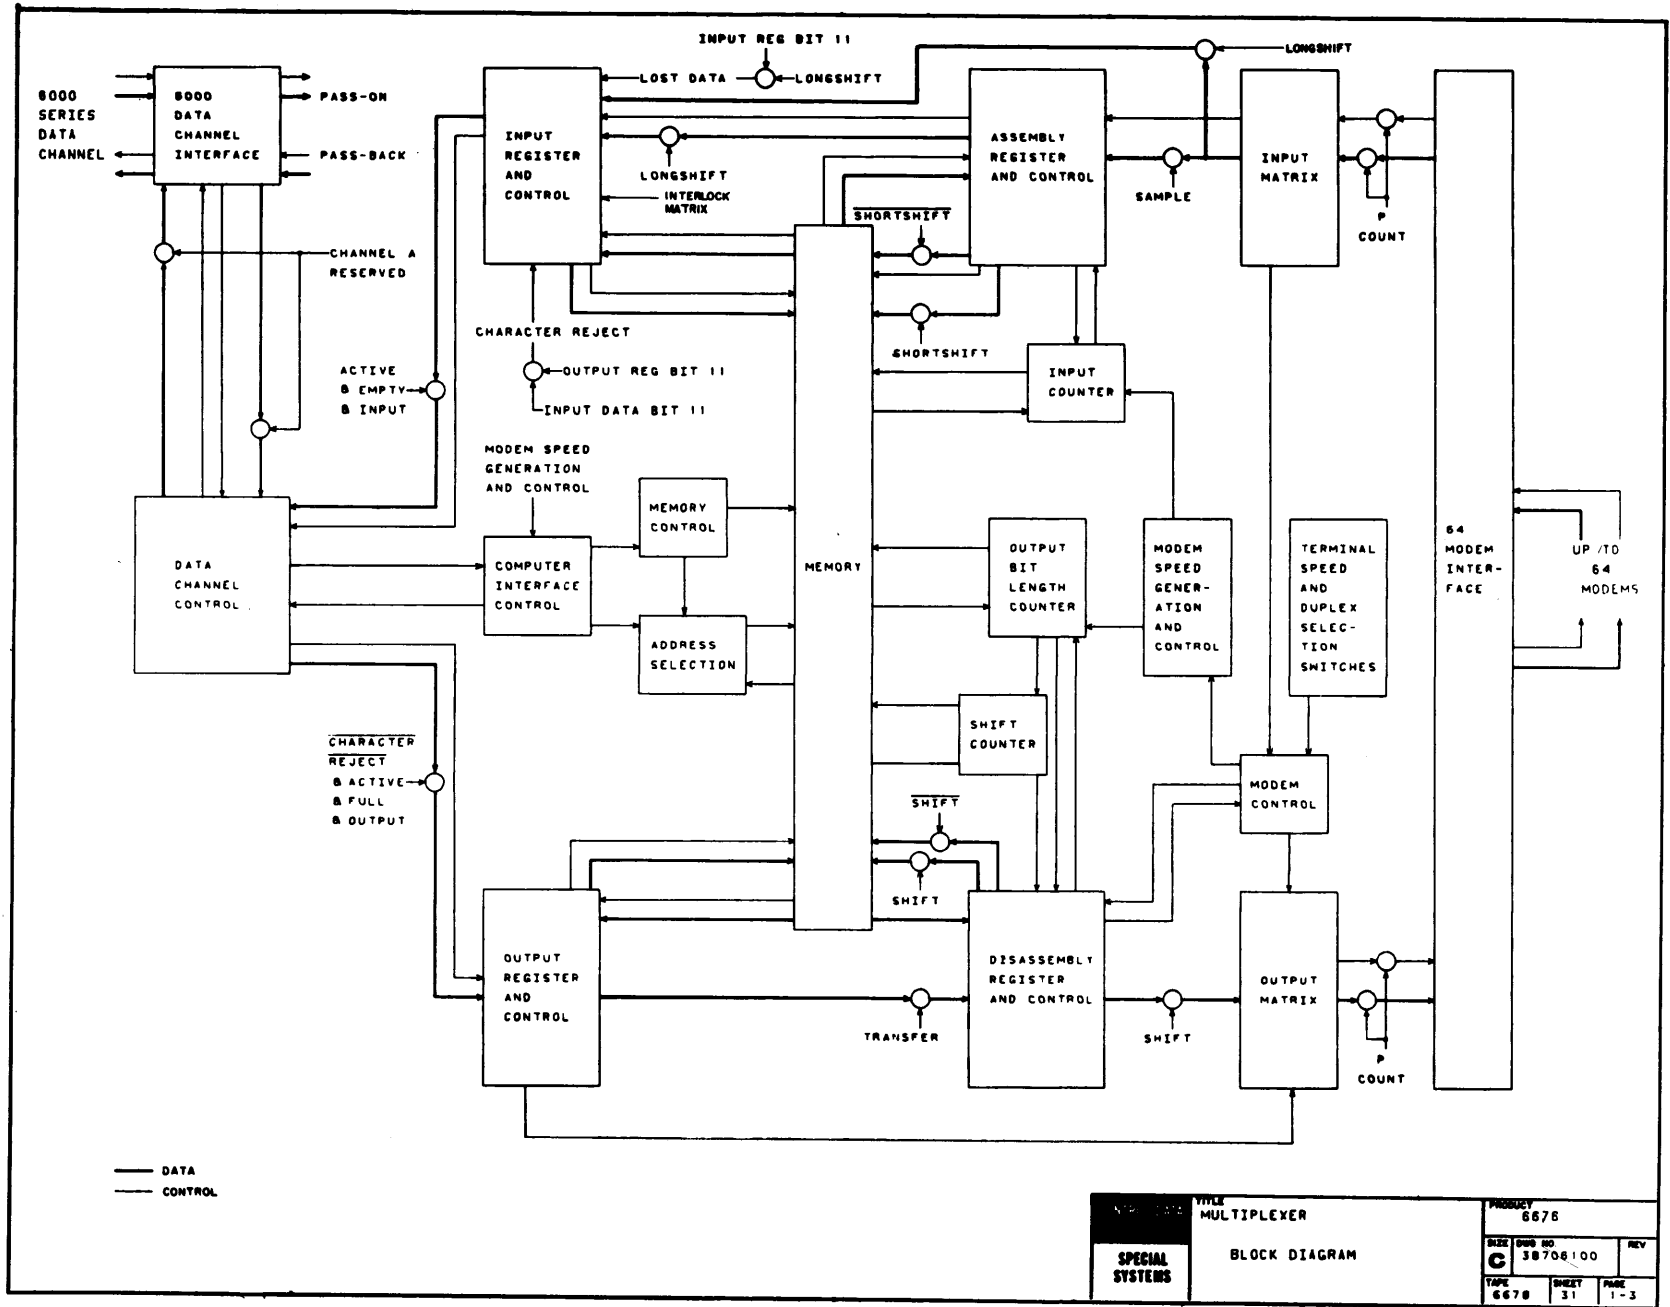 INPUT REG BIT 11
LOST DATA
LONGSHIFT
LONGSHIFT
6000
SERIES
DATA
CHANNEL
6000
DATA
CHANNEL
INTERFACE
PASS-ON
PASS-BACK
INPUT
REGISTER
AND
CONTROL
LONGSHIFT
INTERLOCK
MATRIX
ASSEMBLY
REGISTER
AND CONTROL
SAMPLE
INPUT
MATRIX
P
COUNT
CHANNEL A
RESERVED
SHORTSHIFT
SHORTSHIFT
CHARACTER REJECT
OUTPUT REG BIT 11
INPUT DATA BIT 11
ACTIVE
& EMPTY
& INPUT
INPUT
COUNTER
MODEM SPEED
GENERATION
AND CONTROL
MEMORY
CONTROL
DATA
CHANNEL
CONTROL
COMPUTER
INTERFACE
CONTROL
ADDRESS
SELECTION
MEMORY
OUTPUT
BIT
LENGTH
COUNTER
MODEM
SPEED
GENER-
ATION
AND
CONTROL
TERMINAL
SPEED
AND
DUPLEX
SELEC-
TION
SWITCHES
64
MODEM
INTER-
FACE
UP /TO
64
MODEMS
SHIFT
COUNTER
CHARACTER
REJECT
& ACTIVE
& FULL
& OUTPUT
MODEM
CONTROL
SHIFT
SHIFT
OUTPUT
REGISTER
AND
CONTROL
TRANSFER
DISASSEMBLY
REGISTER
AND CONTROL
SHIFT
OUTPUT
MATRIX
P
COUNT
DATA
CONTROL
SPECIAL
SYSTEMS
TITLE
MULTIPLEXER
BLOCK DIAGRAM
PRODUCT
6676
SIZE
C
DWG NO.
38706100
REV
TAPE
6678
SHEET
31
PAGE
1-3